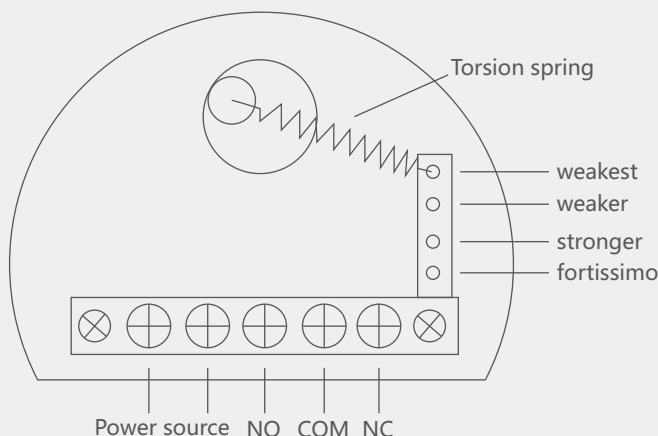 Torsion spring
weakest
weaker
stronger
fortissimo
Power source NO COM NC